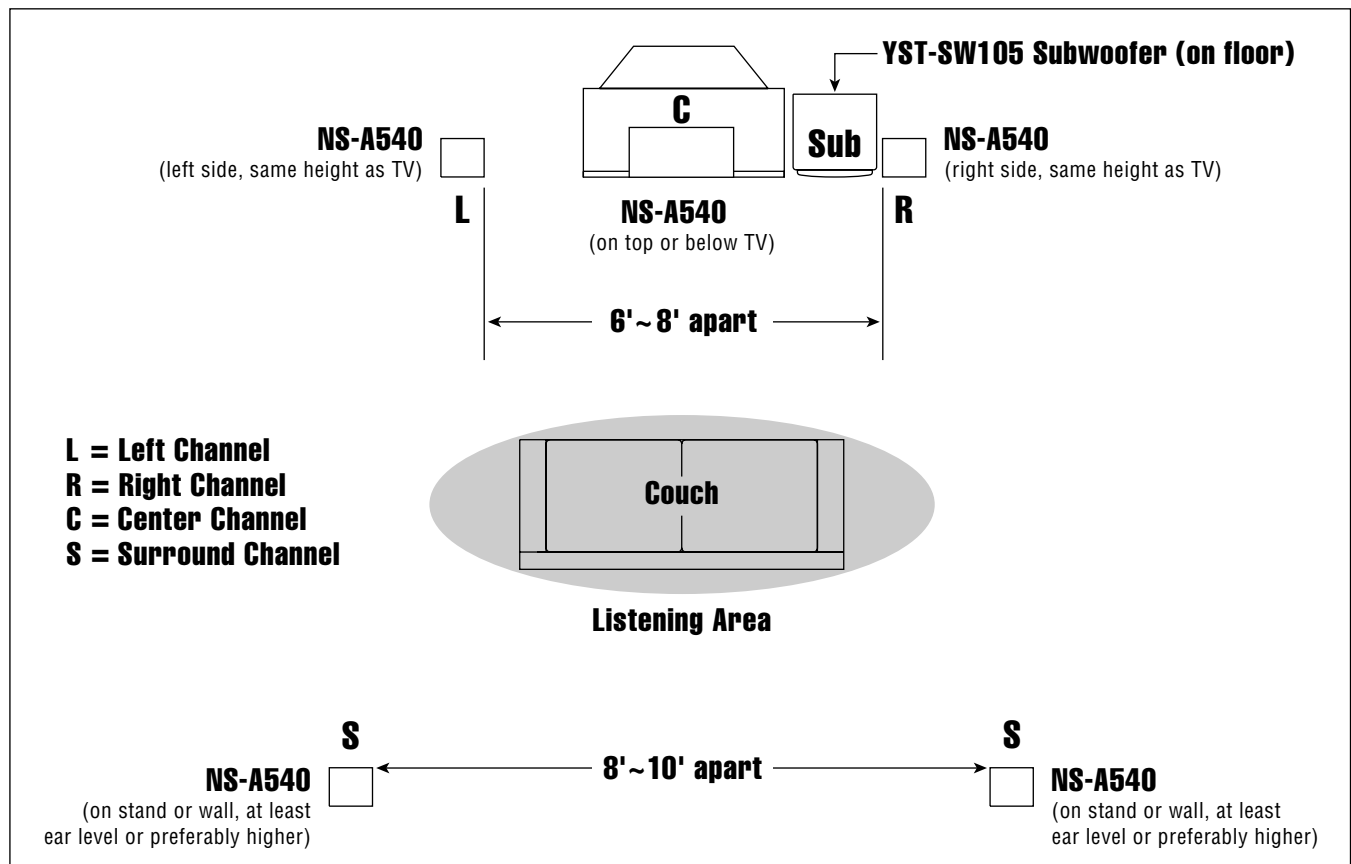 YST-SW105 Subwoofer (on floor)
C
Sub
NS-A540
(left side, same height as TV)
NS-A540
(right side, same height as TV)
L
NS-A540
(on top or below TV)
R
6'~8' apart
L = Left Channel
R = Right Channel
C = Center Channel
S = Surround Channel
Couch
Listening Area
S
S
8'~10' apart
NS-A540
(on stand or wall, at least
ear level or preferably higher)
NS-A540
(on stand or wall, at least
ear level or preferably higher)